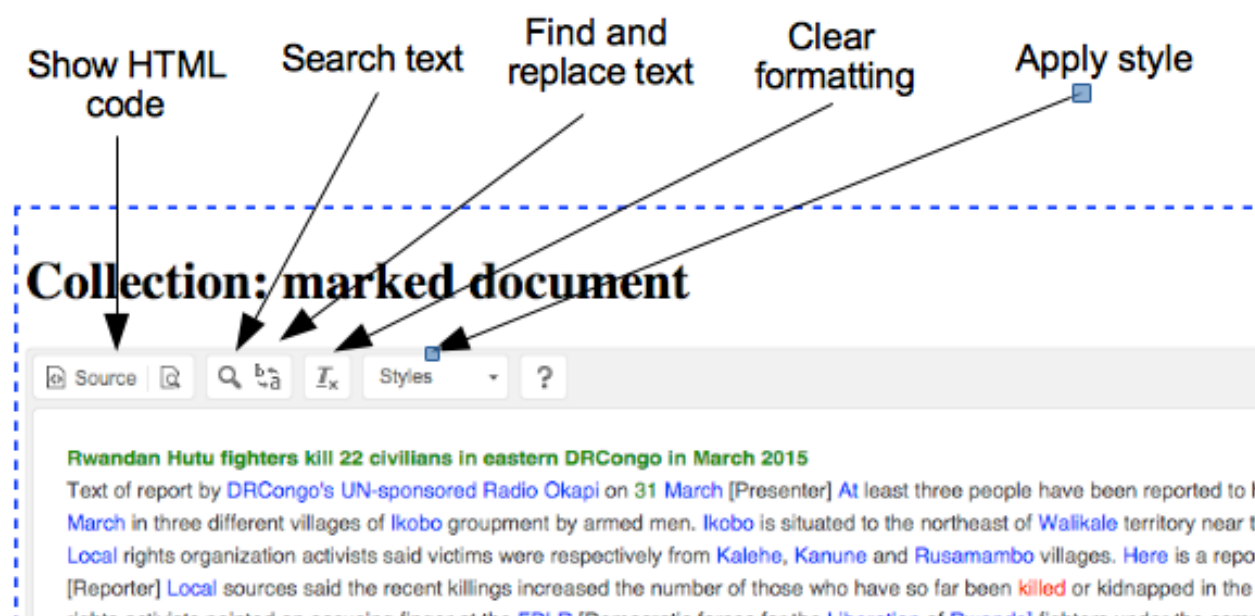 Show HTML
code
Search text
Find and
replace text
Clear
formatting
Apply style
Collection: marked document
Source
Styles
?
Rwandan Hutu fighters kill 22 civilians in eastern DRCongo in March 2015
Text of report by DRCongo's UN-sponsored Radio Okapi on 31 March [Presenter] At least three people have been reported to
March in three different villages of Ikobo groupment by armed men. Ikobo is situated to the northeast of Walikale territory near
Local rights organization activists said victims were respectively from Kalehe, Kanune and Rusamambo villages. Here is a
[Reporter] Local sources said the recent killings increased the number of those who have so far been killed or kidnapped in the